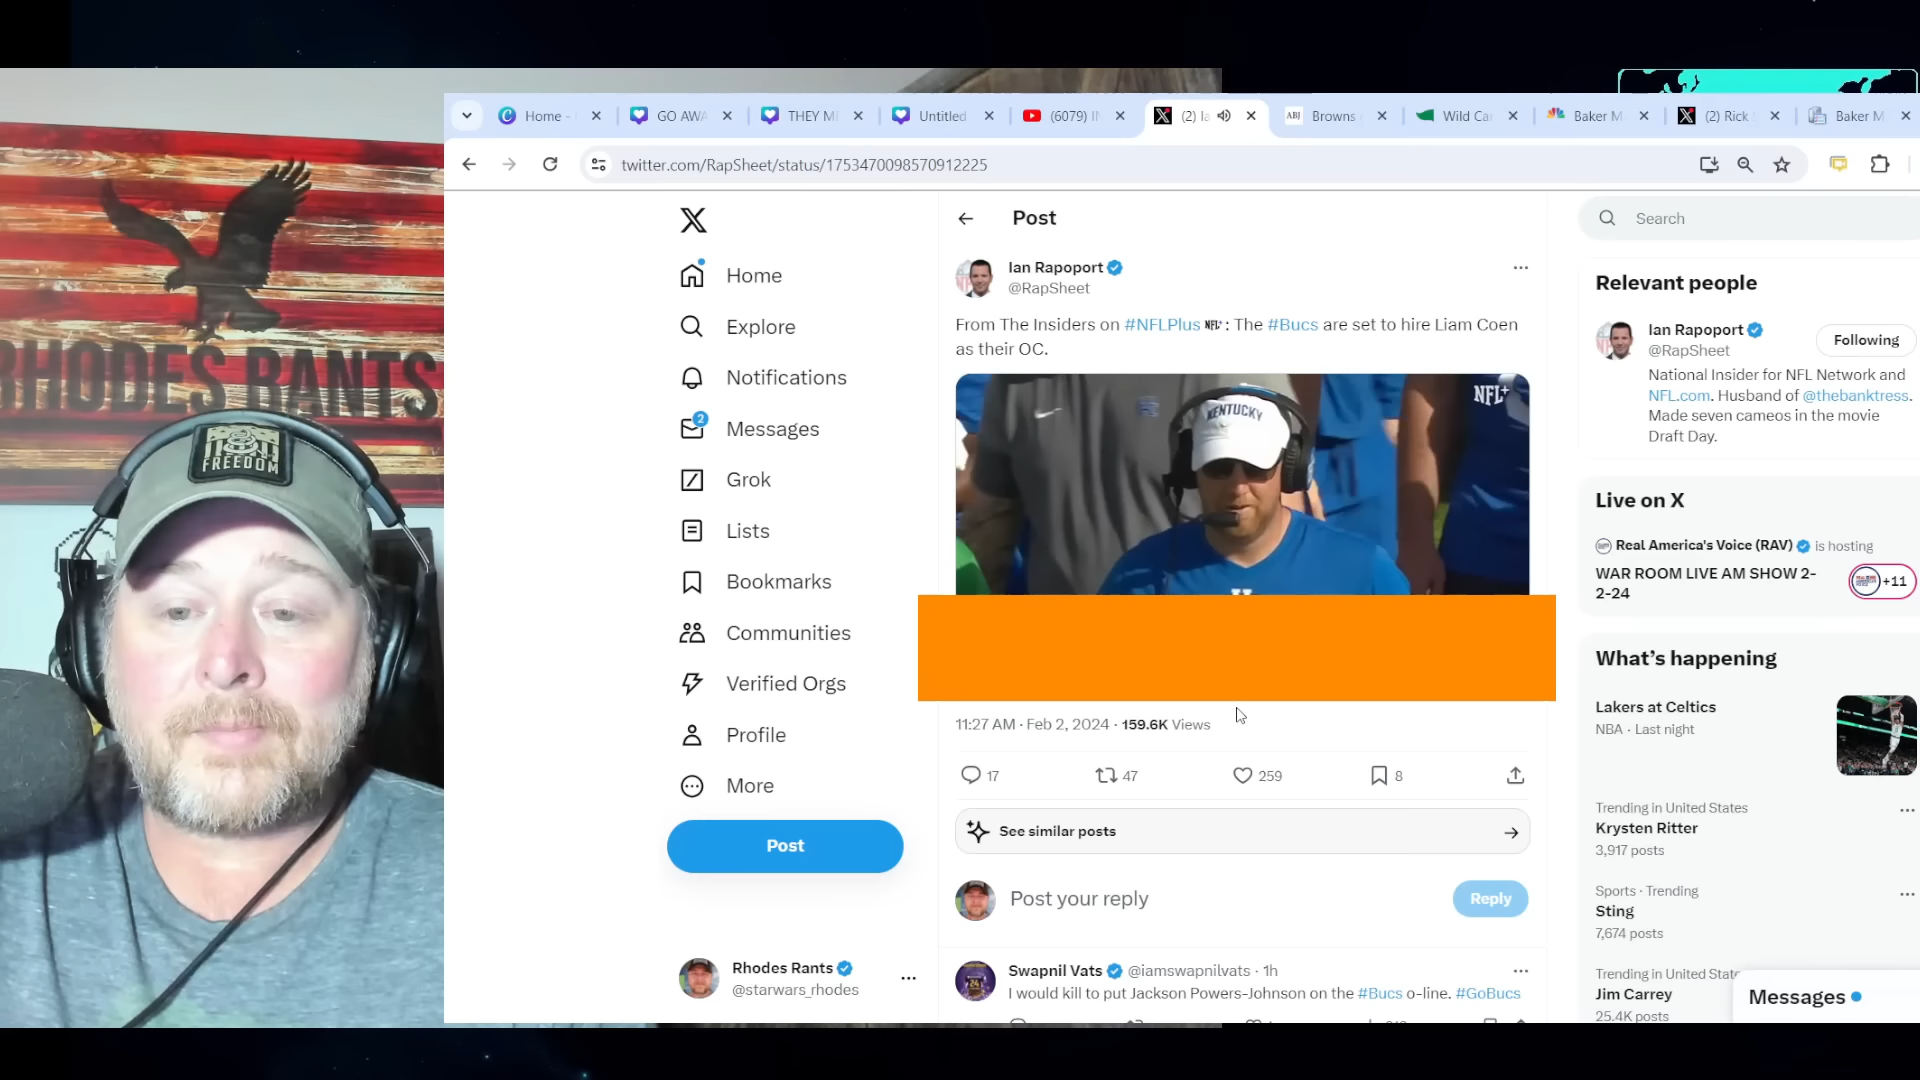 Home -
GO AWA
THEY M
Untitled
(6079) I
(2) Ia
Browns
Wild Car
Baker M
(2) Rick
Baker M
twitter.com/RapSheet/status/1753470098570912225
RHODES RANTS
FREEDOM
Home
Explore
Notifications
2
Messages
Grok
Lists
Bookmarks
Communities
Verified Orgs
Profile
More
Post
Rhodes Rants
@starwars_rhodes
Post
Ian Rapoport
@RapSheet
From The Insiders on #NFLPlus NFL+: The #Bucs are set to hire Liam Coen
as their OC.
NFL+
KENTUCKY
11:27 AM · Feb 2, 2024 · 159.6K Views
17
47
259
8
See similar posts
Post your reply
Reply
Swapnil Vats @iamswapnilvats · 1h
I would kill to put Jackson Powers-Johnson on the #Bucs o-line. #GoBucs
Search
Relevant people
Ian Rapoport
@RapSheet
Following
National Insider for NFL Network and
NFL.com. Husband of @thebanktress.
Made seven cameos in the movie
Draft Day.
Live on X
Real America's Voice (RAV) is hosting
WAR ROOM LIVE AM SHOW 2-
2-24
+11
What's happening
Lakers at Celtics
NBA · Last night
Trending in United States
Krysten Ritter
3,917 posts
Sports · Trending
Sting
7,674 posts
Trending in United State
Jim Carrey
25.4K posts
Messages